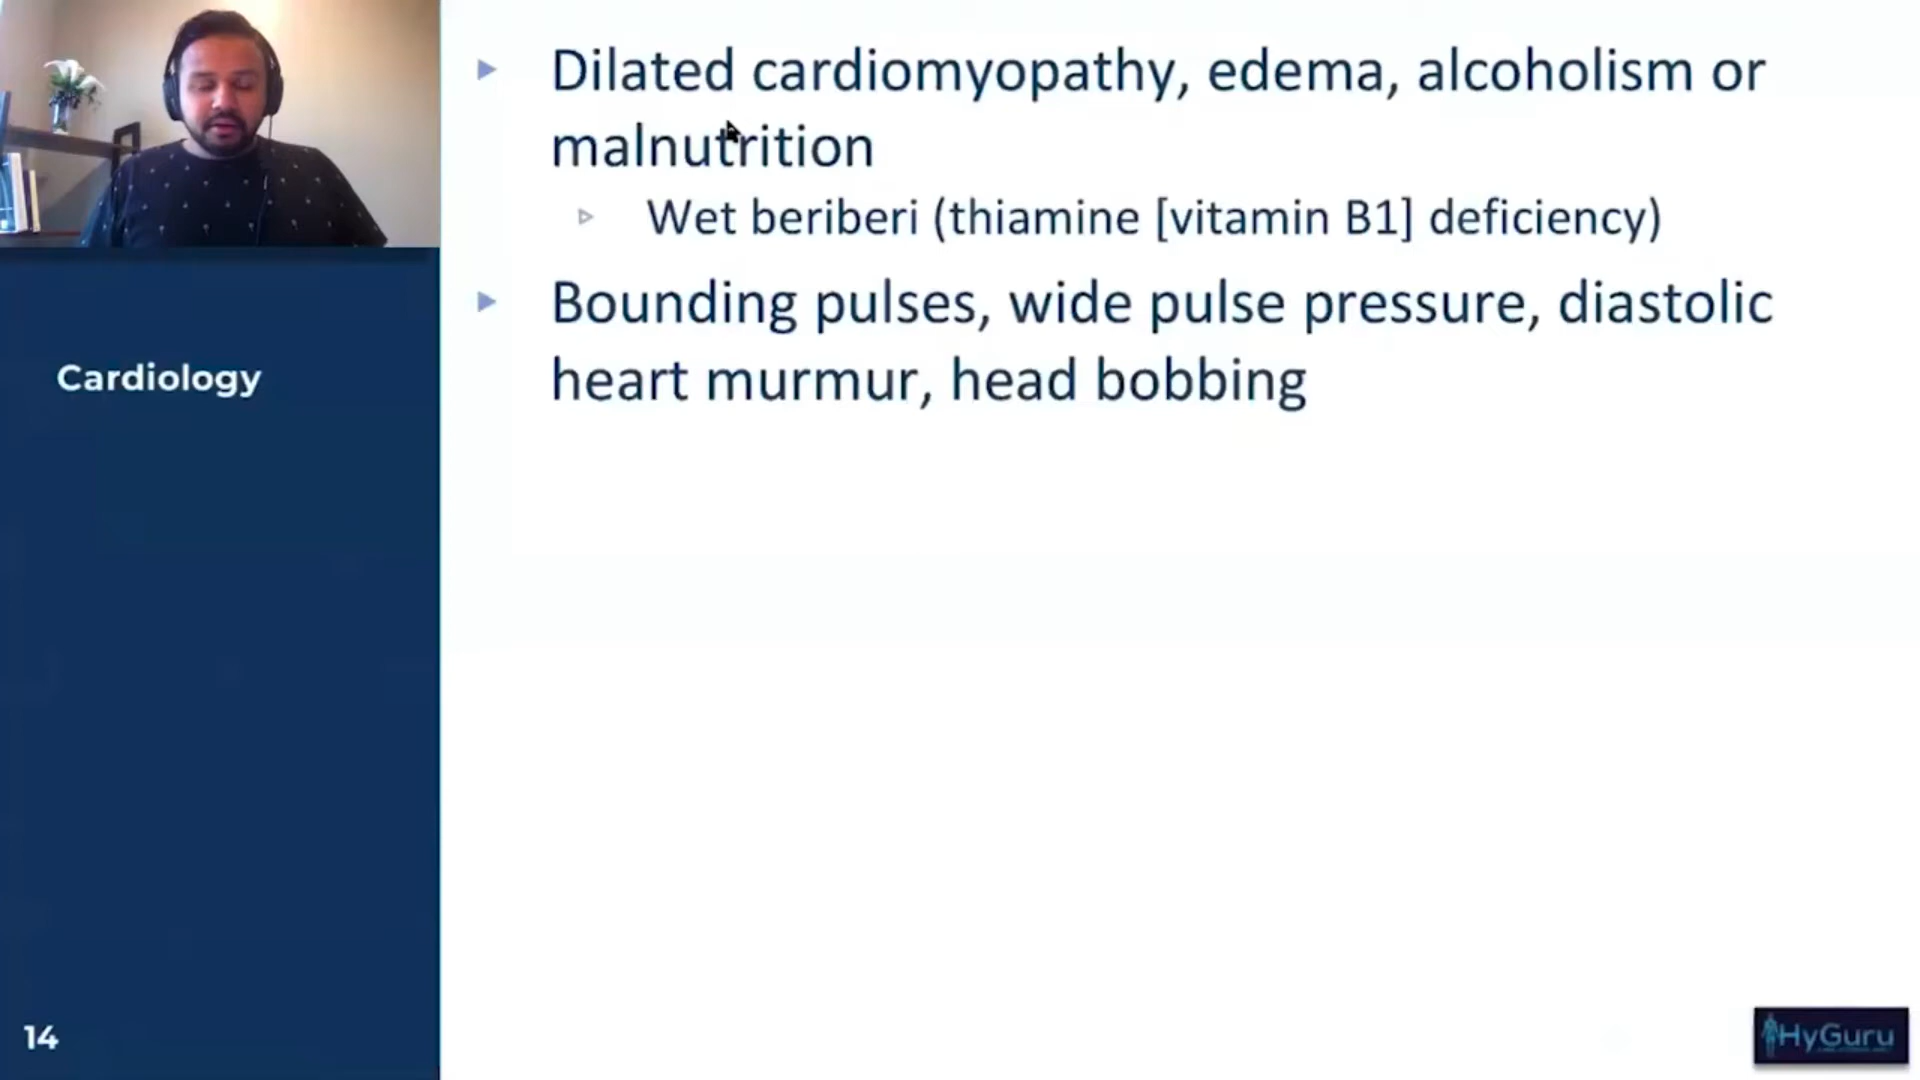 Dilated cardiomyopathy, edema, alcoholism or
malnutrition
Wet beriberi (thiamine [vitamin B1] deficiency)
Bounding pulses, wide pulse pressure, diastolic
heart murmur, head bobbing
Cardiology
14
HyGuru